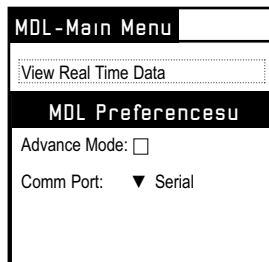 MDL-Main Menu
View Real Time Data
MDL Preferencesu
Advance Mode: ☐
Comm Port: ▼ Serial